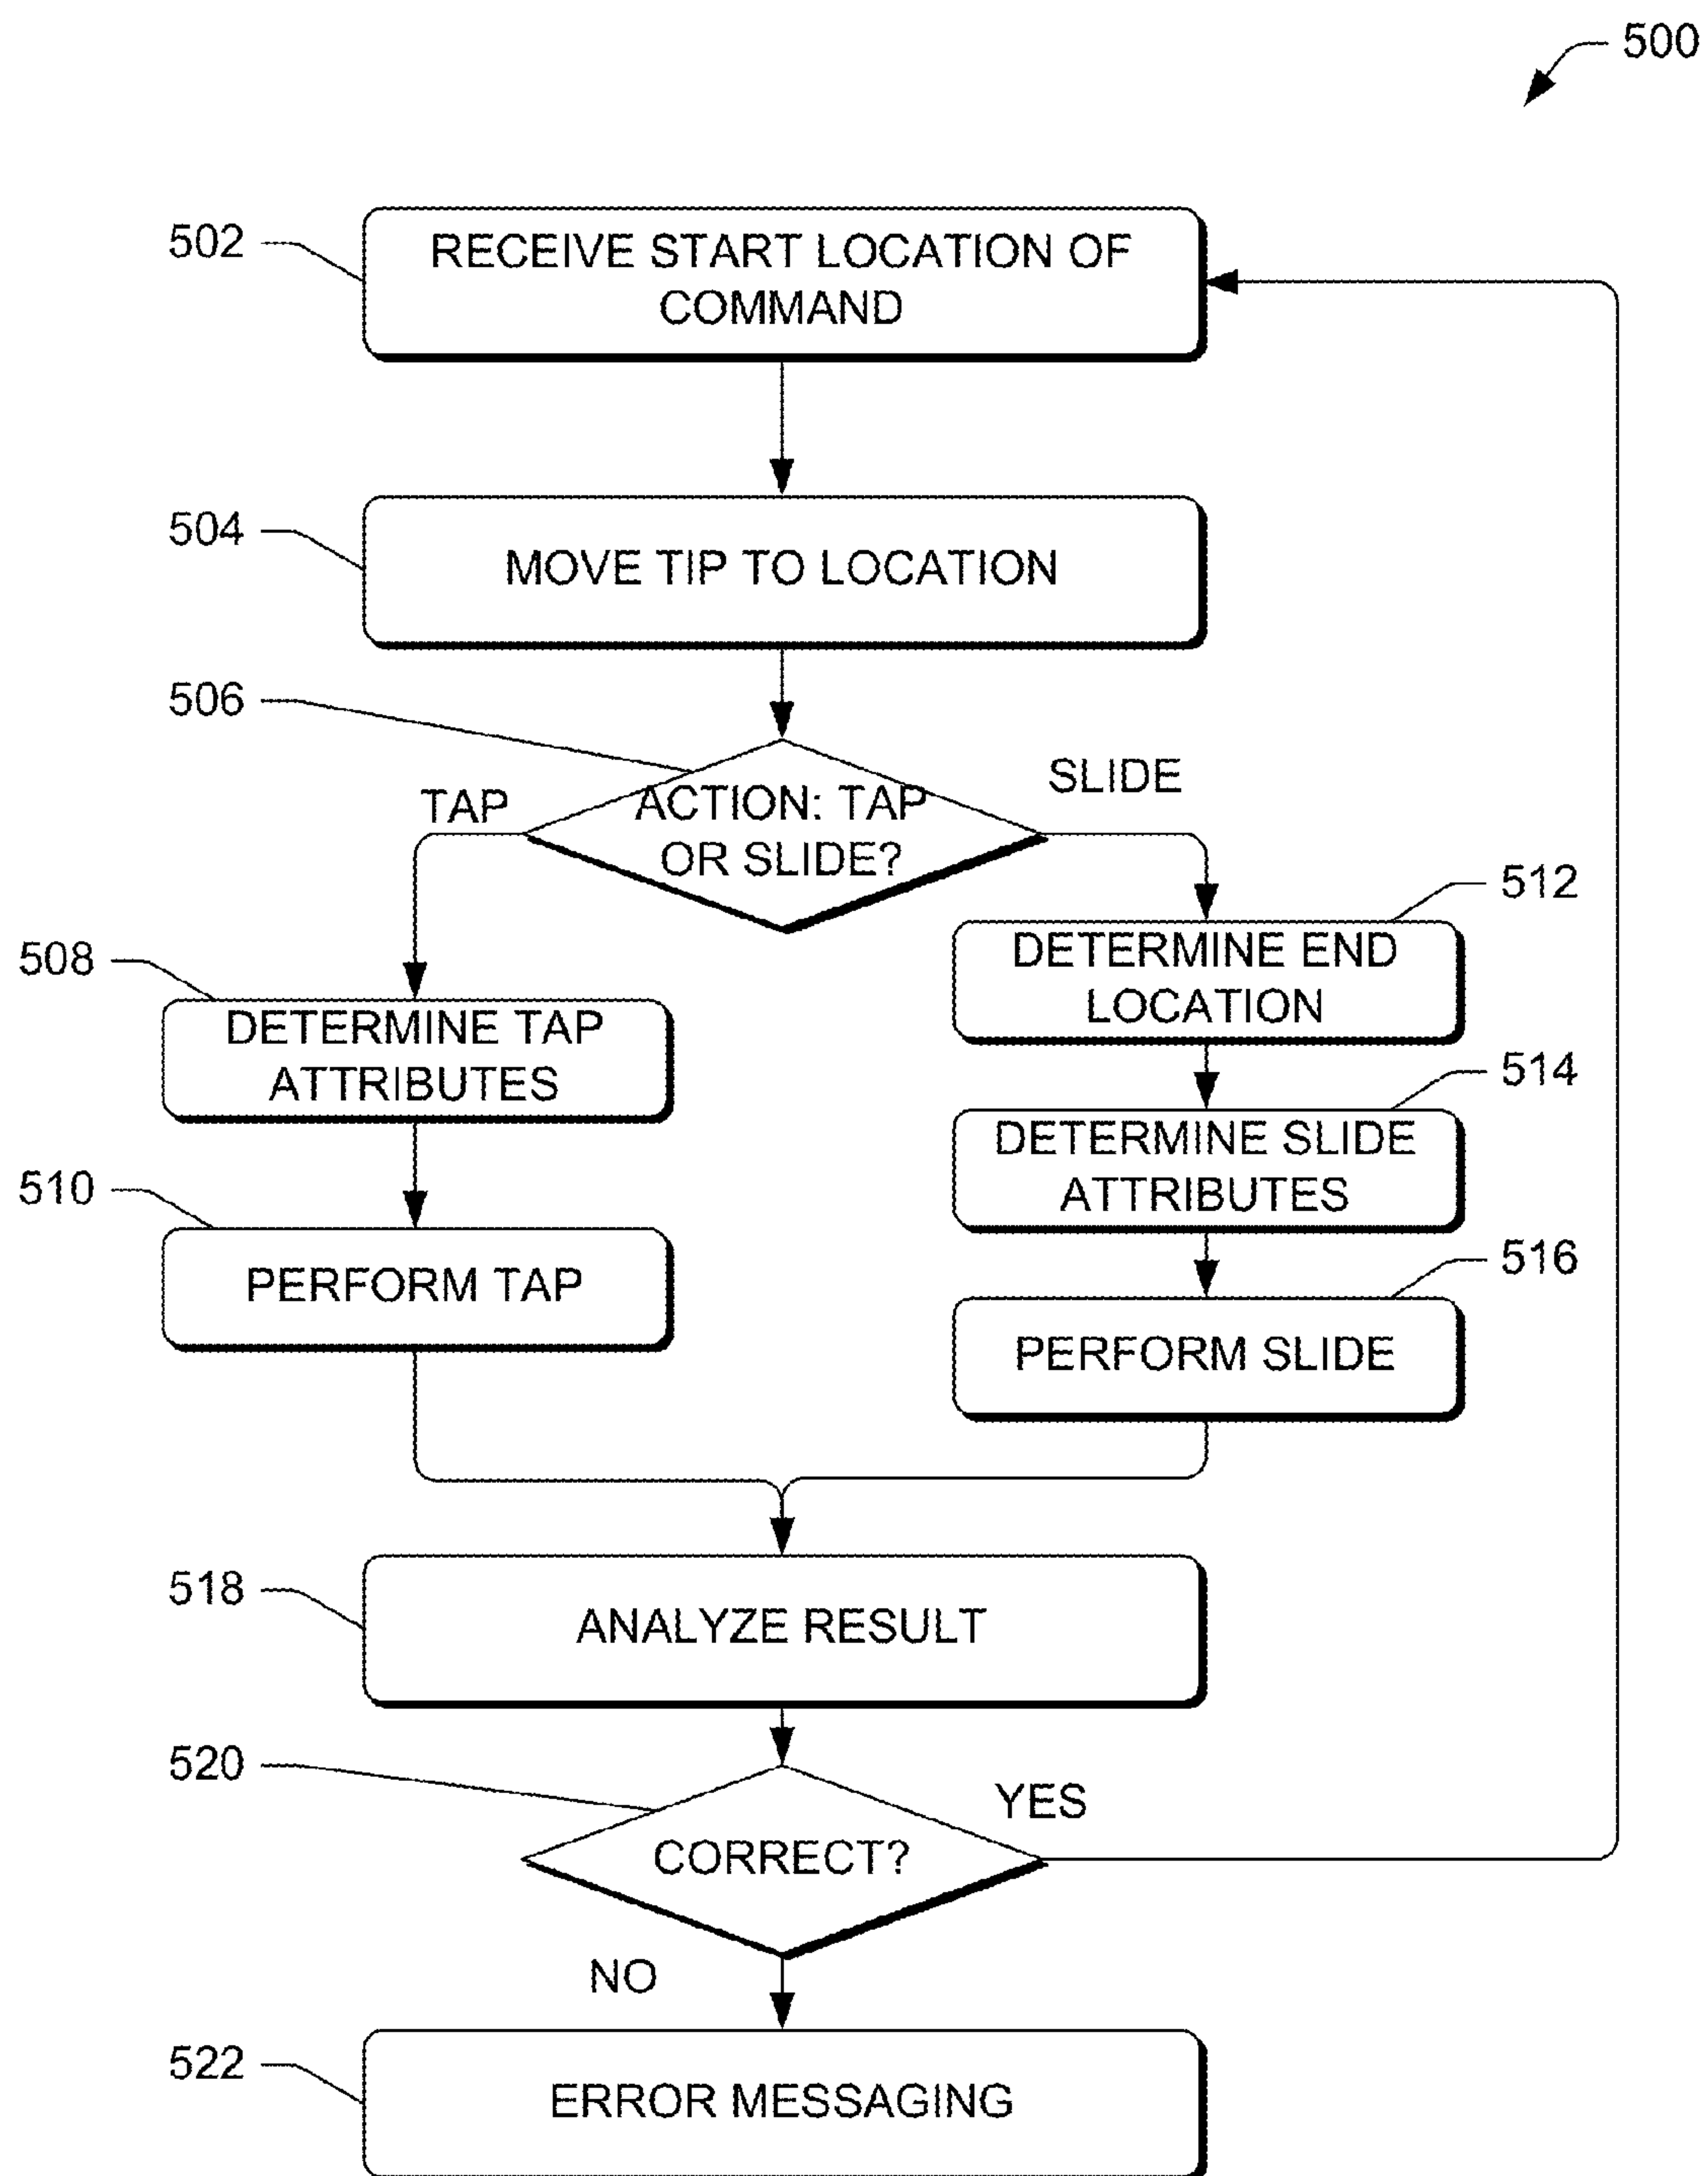 500
502
RECEIVE START LOCATION OF
COMMAND
504
MOVE TIP TO LOCATION
506
TAP
ACTION: TAP
OR SLIDE?
SLIDE
508
DETERMINE TAP
ATTRIBUTES
512
DETERMINE END
LOCATION
514
DETERMINE SLIDE
ATTRIBUTES
510
PERFORM TAP
516
PERFORM SLIDE
518
ANALYZE RESULT
520
CORRECT?
YES
NO
522
ERROR MESSAGING